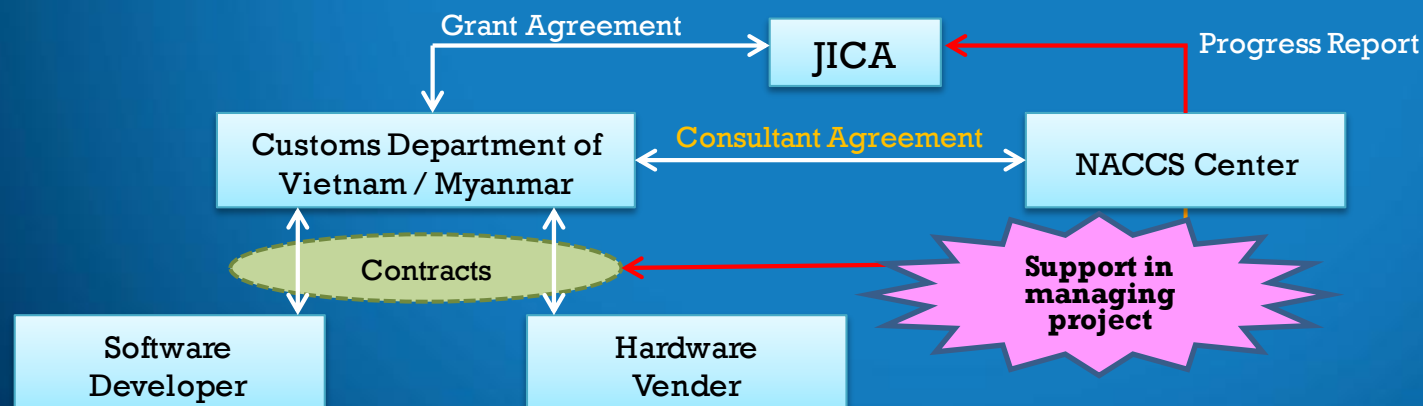 Grant Agreement
JICA
Progress Report
Customs Department of
Vietnam / Myanmar
Consultant Agreement
NACCS Center
Contracts
Support in
managing
project
Software
Developer
Hardware
Vender